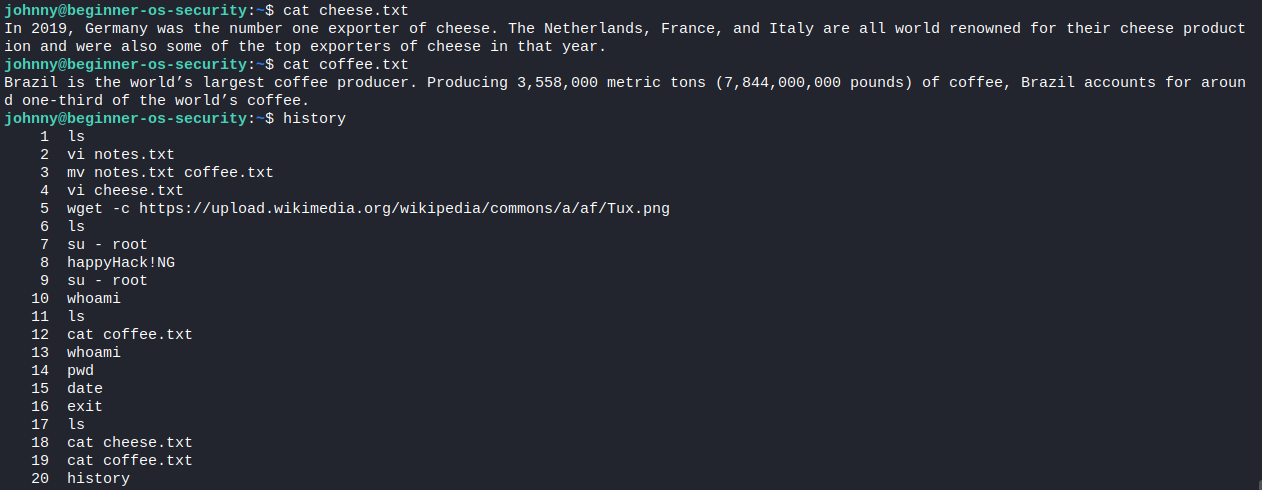 johnny@beginner-os-security:~$ cat cheese.txt
In 2019, Germany was the number one exporter of cheese. The Netherlands, France, and Italy are all world renowned for their cheese product
ion and were also some of the top exporters of cheese in that year.
johnny@beginner-os-security:~$ cat coffee.txt
Brazil is the world’s largest coffee producer. Producing 3,558,000 metric tons (7,844,000,000 pounds) of coffee, Brazil accounts for aroun
d one-third of the world’s coffee.
johnny@beginner-os-security:~$ history
    1  ls
    2  vi notes.txt
    3  mv notes.txt coffee.txt
    4  vi cheese.txt
    5  wget -c https://upload.wikimedia.org/wikipedia/commons/a/af/Tux.png
    6  ls
    7  su - root
    8  happyHack!NG
    9  su - root
   10  whoami
   11  ls
   12  cat coffee.txt
   13  whoami
   14  pwd
   15  date
   16  exit
   17  ls
   18  cat cheese.txt
   19  cat coffee.txt
   20  history